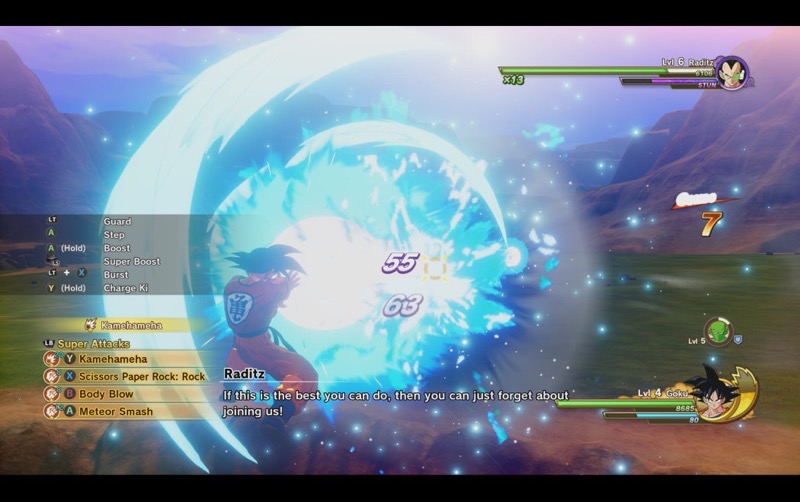 Lvl 6 Raditz
6106
x13
STUN
7
LT Guard
A Step
A (Hold) Boost
Super Boost
LT + X Burst
Y (Hold) Charge Ki
55
63
Kamehameha
LB Super Attacks
Y Kamehameha
X Scissors Paper Rock: Rock
B Body Blow
A Meteor Smash
Raditz
If this is the best you can do, then you can just forget about
joining us!
Lvl 5
Lvl 4 Goku
8685
80